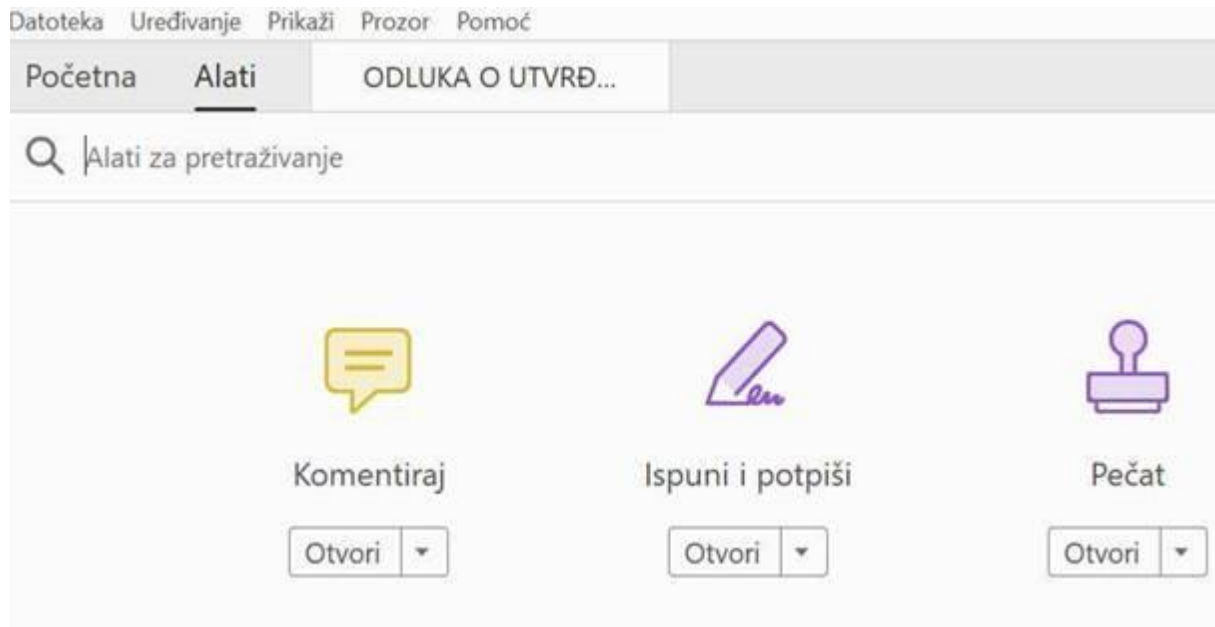 Datoteka Uređivanje Prikaži Prozor Pomoć
Početna Alati ODLUKA O UTVRĐ...
Alati za pretraživanje
Komentiraj Ispuni i potpiši Pečat
Otvori Otvori Otvori